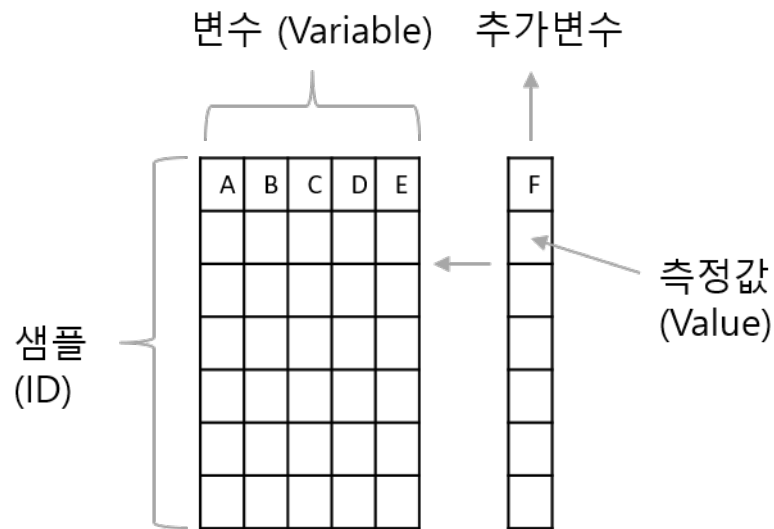 변수 (Variable) 추가변수
A B C D E F
측정값
(Value)
샘플
(ID)